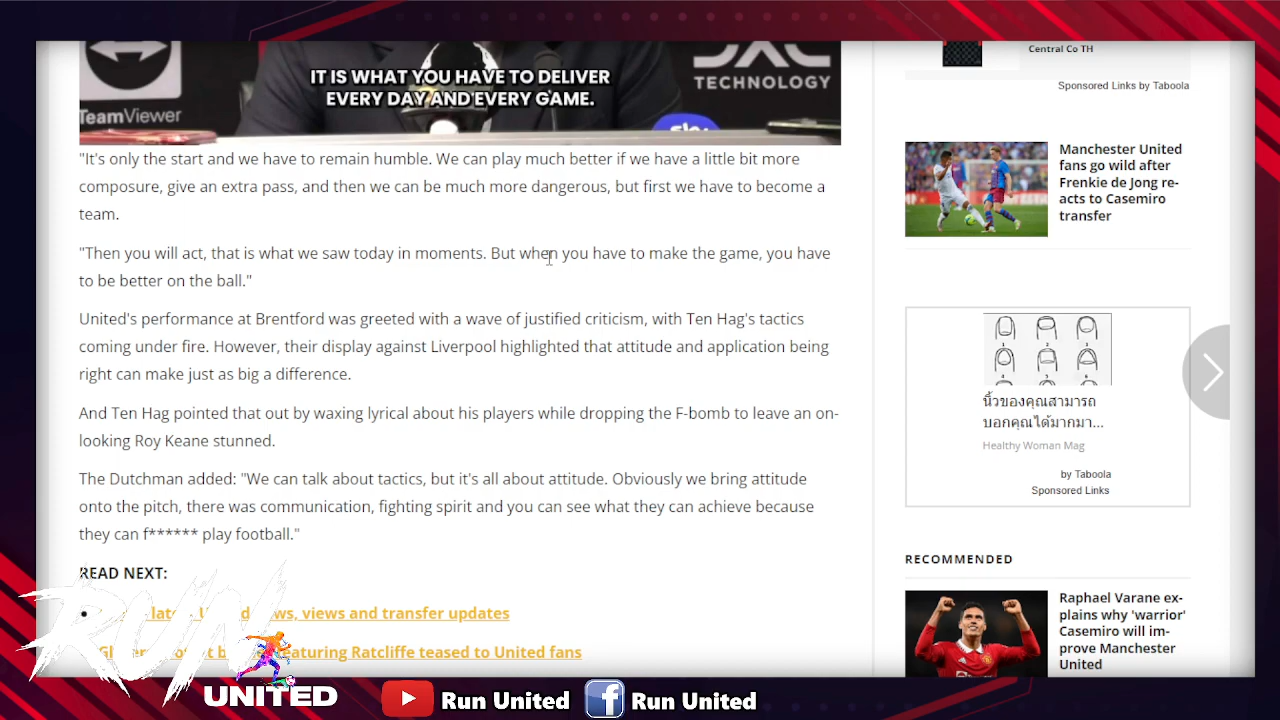 IT IS WHAT YOU HAVE TO DELIVER
EVERY DAY AND EVERY GAME.
TeamViewer
TECHNOLOGY
"It's only the start and we have to remain humble. We can play much better if we have a little bit more
composure, give an extra pass, and then we can be much more dangerous, but first we have to become a
team.
"Then you will act, that is what we saw today in moments. But when you have to make the game, you have
to be better on the ball."
United's performance at Brentford was greeted with a wave of justified criticism, with Ten Hag's tactics
coming under fire. However, their display against Liverpool highlighted that attitude and application being
right can make just as big a difference.
And Ten Hag pointed that out by waxing lyrical about his players while dropping the F-bomb to leave an on-
looking Roy Keane stunned.
The Dutchman added: "We can talk about tactics, but it's all about attitude. Obviously we bring attitude
onto the pitch, there was communication, fighting spirit and you can see what they can achieve because
they can f****** play football."
READ NEXT:
views and transfer updates
featuring Ratcliffe teased to United fans
Central Co TH
Sponsored Links by Taboola
Manchester United
fans go wild after
Frenkie de Jong re-
acts to Casemiro
transfer
นิ้วของคุณสามารถ
บอกคุณได้มากมา...
Healthy Woman Mag
by Taboola
Sponsored Links
RECOMMENDED
Raphael Varane ex-
plains why 'warrior'
Casemiro will im-
prove Manchester
United
RUN
UNITED
Run United
Run United